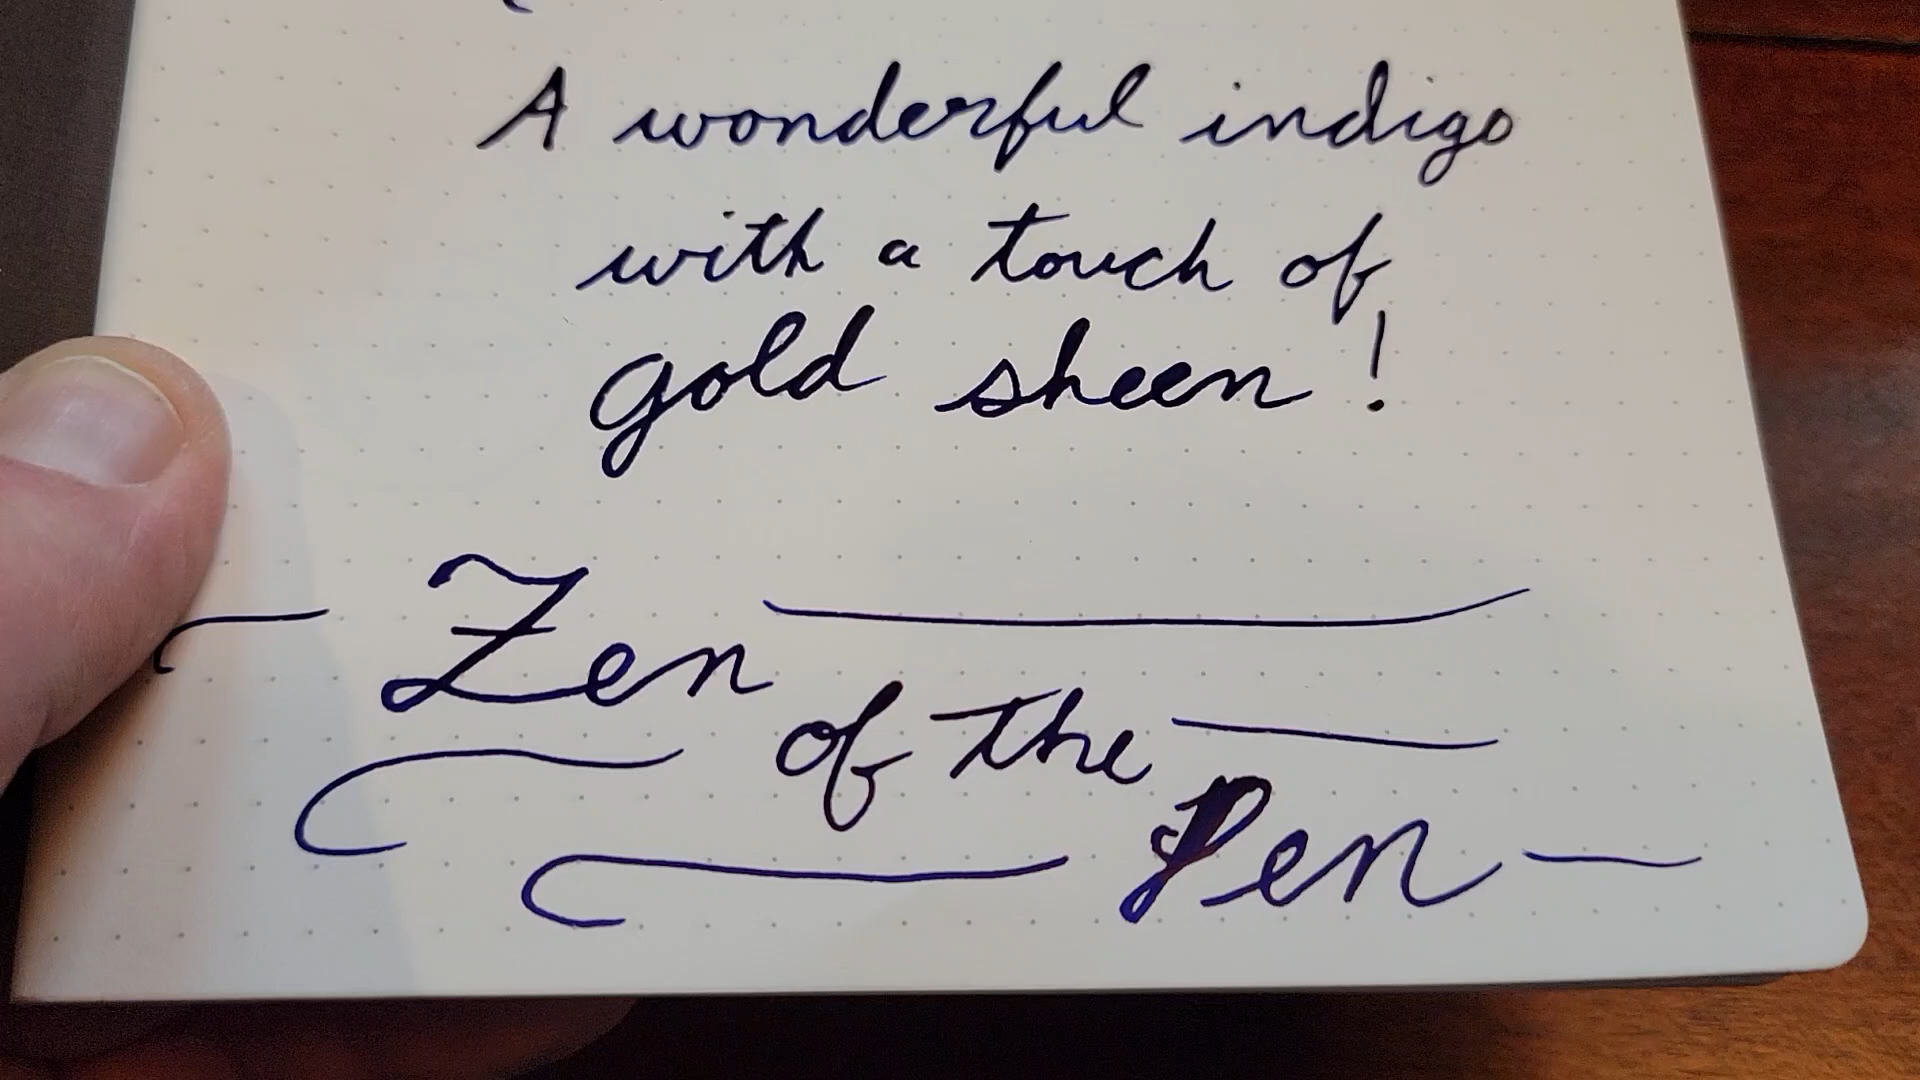 A wonderful indigo
with a touch of
gold sheen!
Zen
of the
Pen